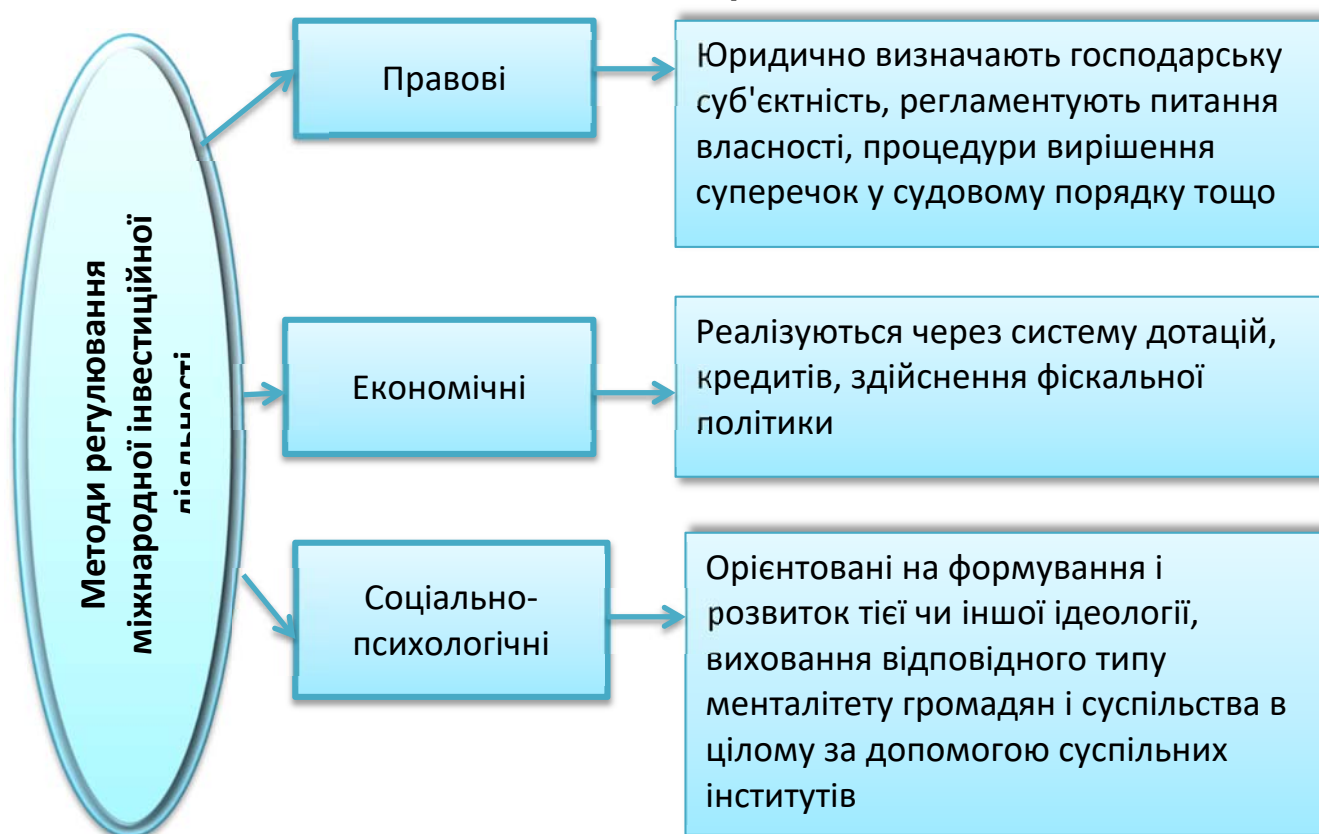 Методи регулювання
міжнародної інвестиційної
діяльності
Правові
Юридично визначають господарську
суб'єктність, регламентують питання
власності, процедури вирішення
суперечок у судовому порядку тощо
Економічні
Реалізуються через систему дотацій,
кредитів, здійснення фіскальної
політики
Соціально-
психологічні
Орієнтовані на формування і
розвиток тієї чи іншої ідеології,
виховання відповідного типу
менталітету громадян і суспільства в
цілому за допомогою суспільних
інститутів